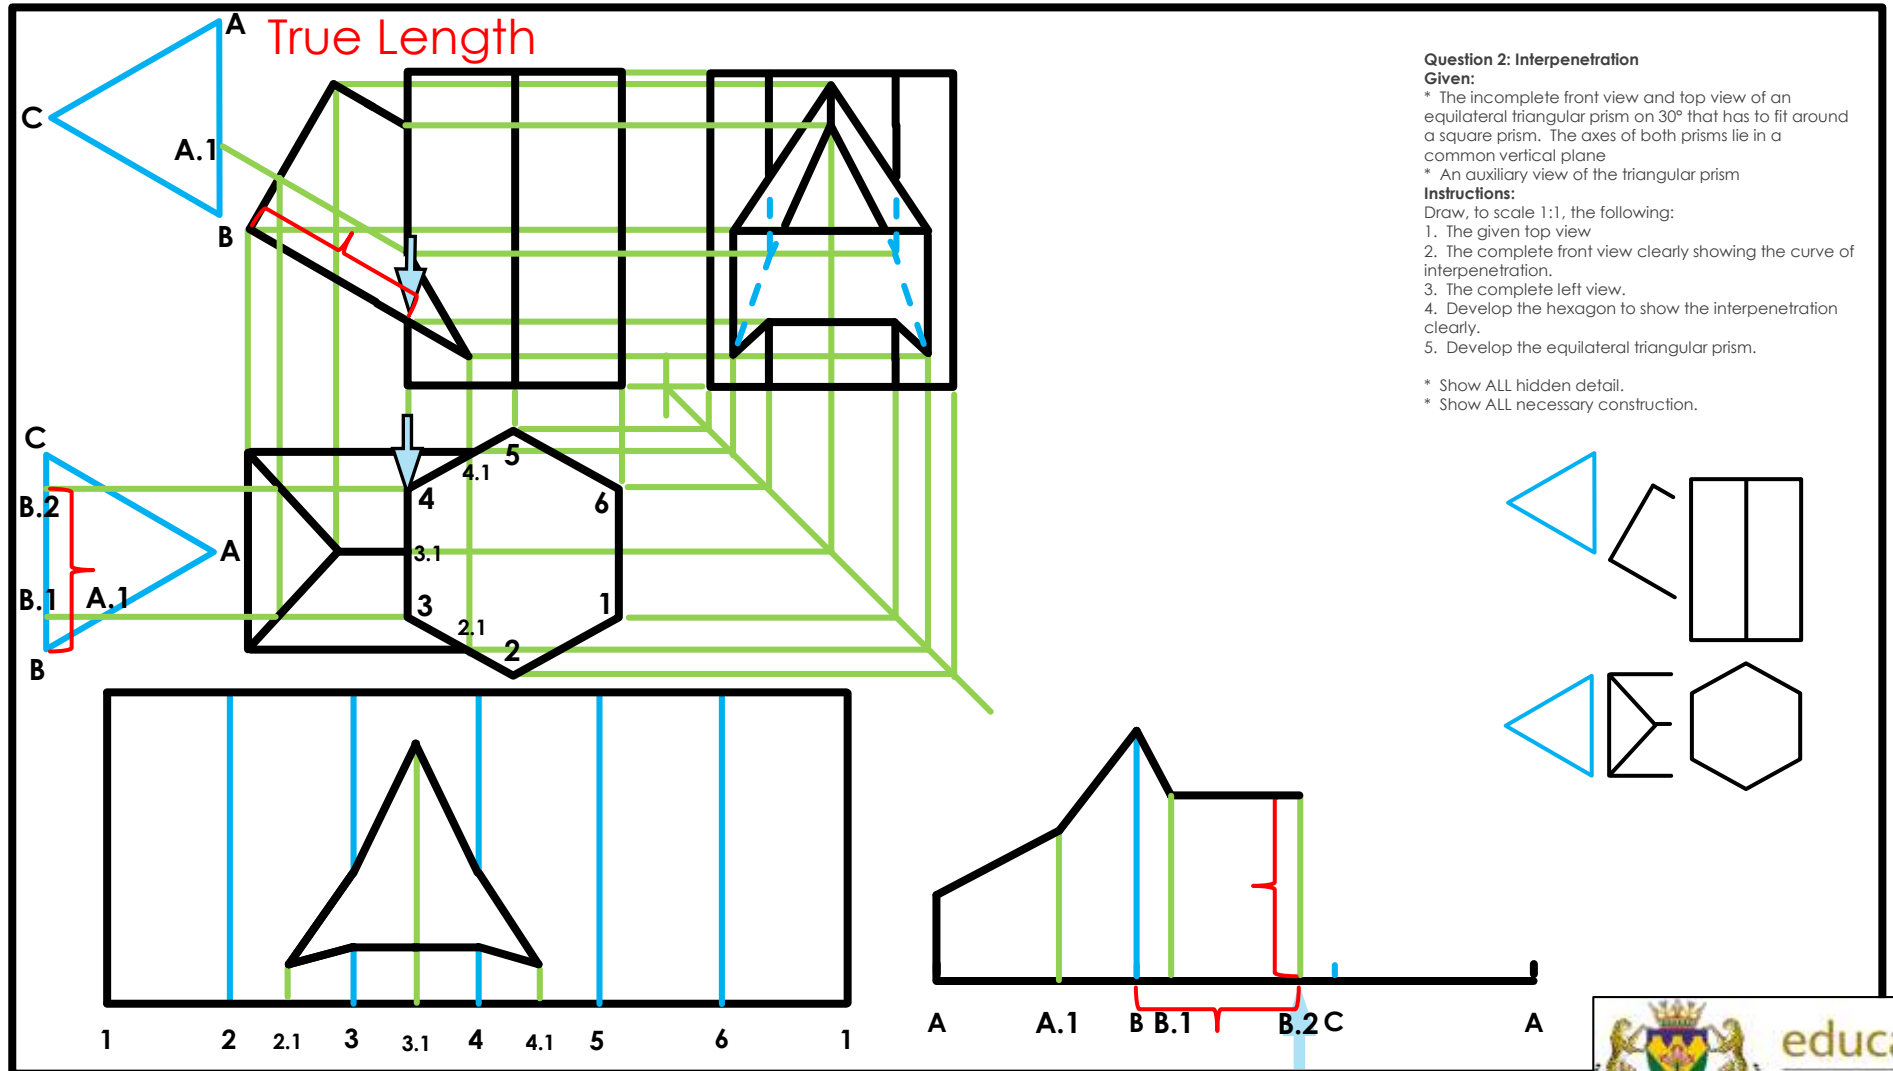 A
True Length
C
A.1
B
Question 2: Interpenetration
Given:
* The incomplete front view and top view of an
equilateral triangular prism on 30° that has to fit around
a square prism. The axes of both prisms lie in a
common vertical plane
* An auxiliary view of the triangular prism
Instructions:
Draw, to scale 1:1, the following:
1. The given top view
2. The complete front view clearly showing the curve of
interpenetration.
3. The complete left view.
4. Develop the hexagon to show the interpenetration
clearly.
5. Develop the equilateral triangular prism.
* Show ALL hidden detail.
* Show ALL necessary construction.
C
B.2
A
B.1 A.1
B
5
4.1
4
6
3.1
3
1
2.1
2
1 2 2.1 3 3.1 4 4.1 5 6 1
A A.1 B B.1 B.2 C A
educa